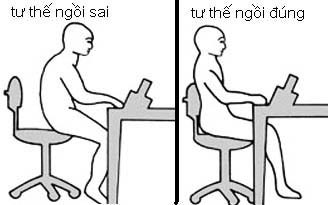 tư thế ngồi sai
tư thế ngồi đúng